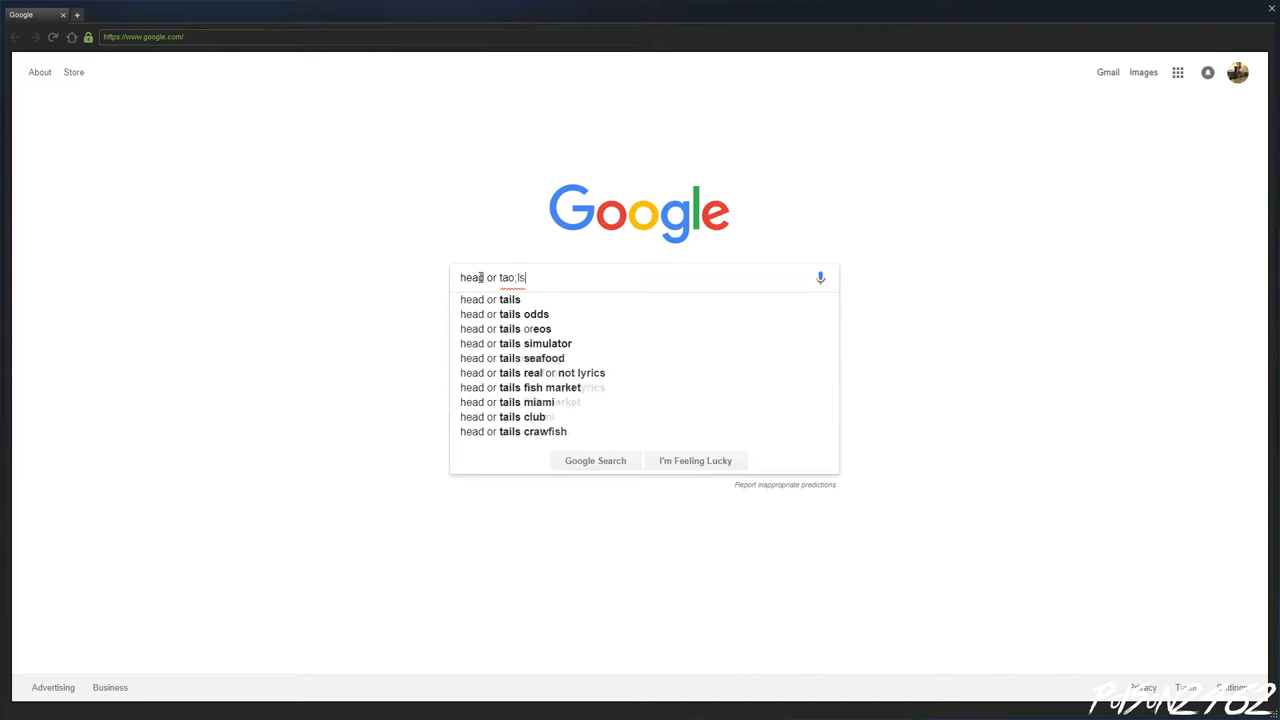 Google
https://www.google.com/
About Store
Gmail Images
Google
head or tao;ls
head or tails
head or tails odds
head or tails oreos
head or tails simulator
head or tails seafood
head or tails real or not lyrics
head or tails fish market
head or tails miami
head or tails club
head or tails crawfish
Google Search I'm Feeling Lucky
Report inappropriate predictions
Advertising Business
Privacy Terms Settings